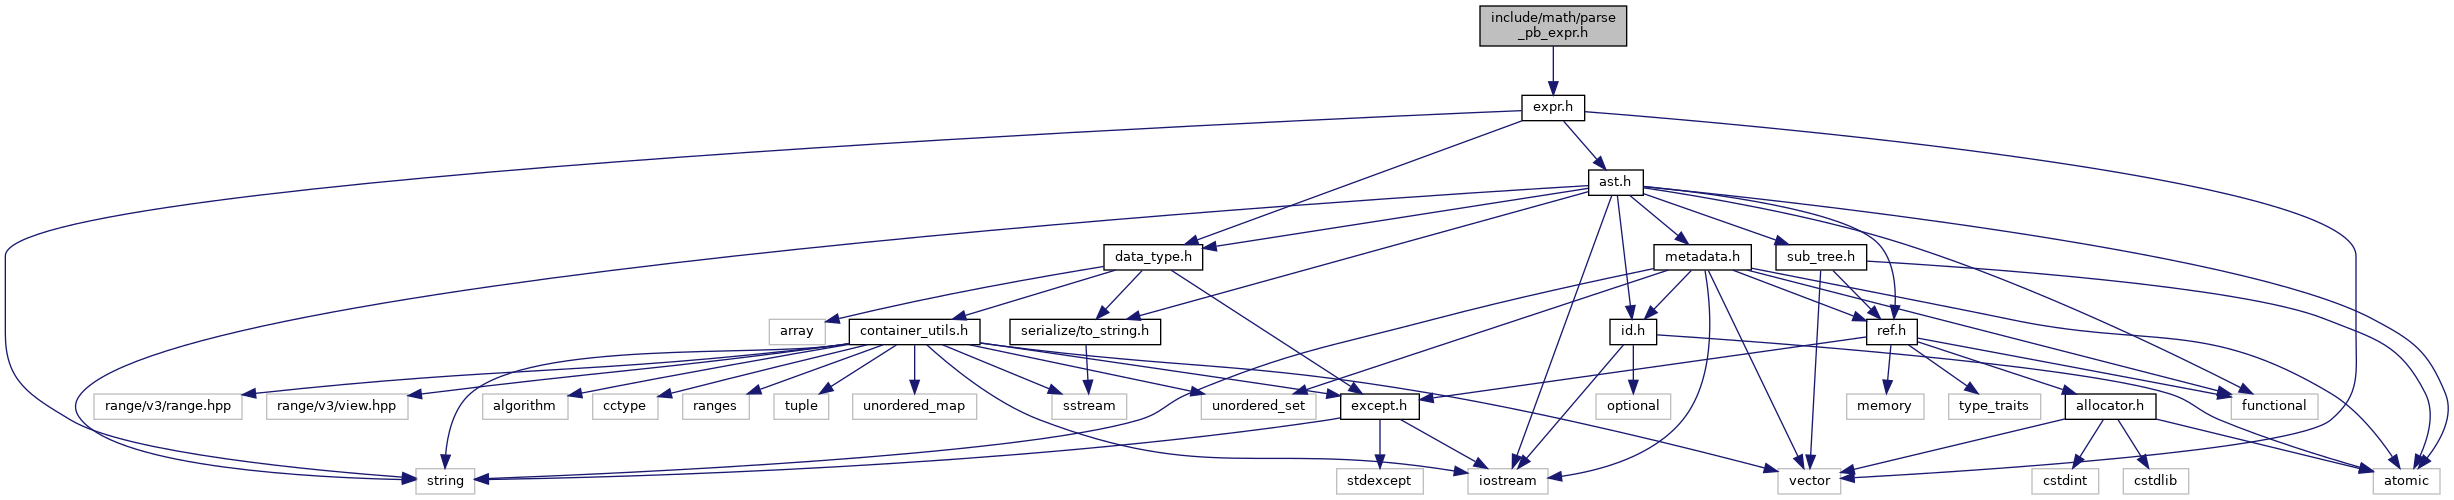 include/math/parse
_pb_expr.h
expr.h
ast.h
data_type.h
metadata.h
sub_tree.h
array
container_utils.h
serialize/to_string.h
id.h
ref.h
range/v3/range.hpp
range/v3/view.hpp
algorithm
cctype
ranges
tuple
unordered_map
sstream
unordered_set
except.h
optional
memory
type_traits
allocator.h
functional
string
stdexcept
iostream
vector
cstdint
cstdlib
atomic